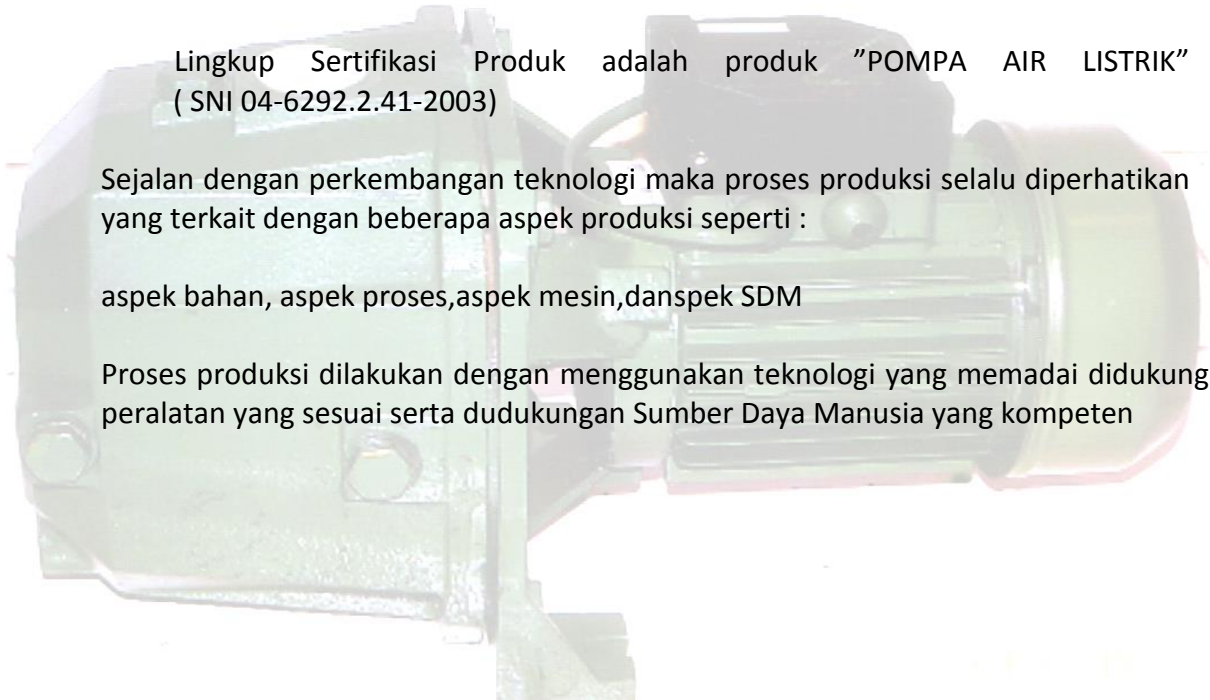 Lingkup Sertifikasi Produk adalah produk ”POMPA AIR LISTRIK”
( SNI 04-6292.2.41-2003)
Sejalan dengan perkembangan teknologi maka proses produksi selalu diperhatikan
yang terkait dengan beberapa aspek produksi seperti :
aspek bahan, aspek proses,aspek mesin,danspek SDM
Proses produksi dilakukan dengan menggunakan teknologi yang memadai didukung
peralatan yang sesuai serta dudukungan Sumber Daya Manusia yang kompeten